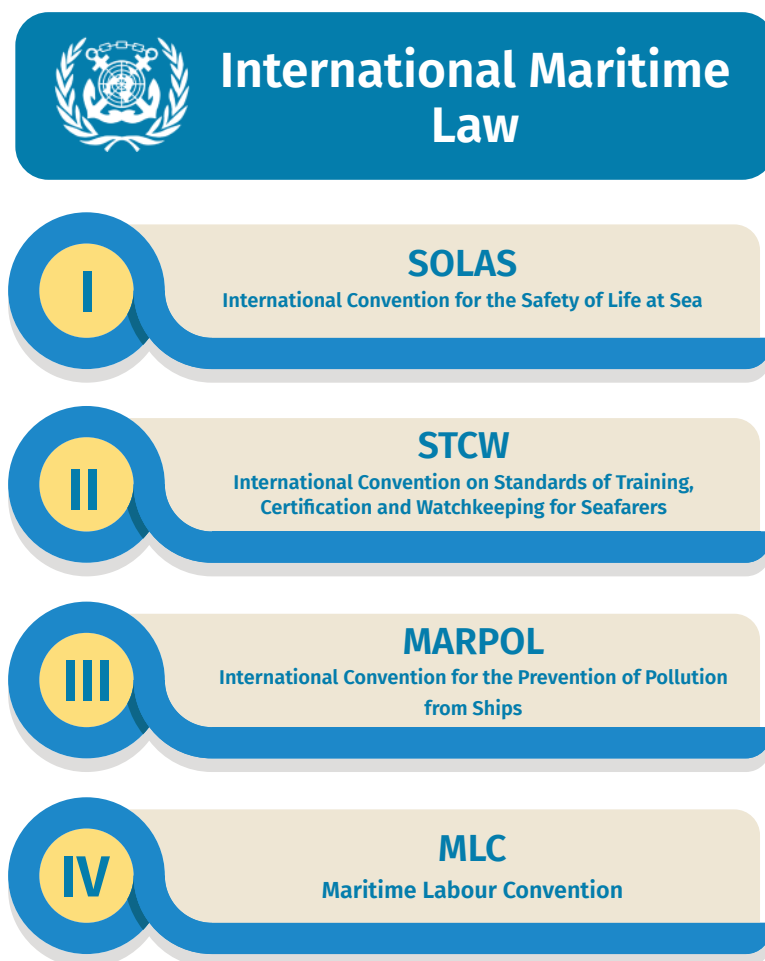 International Maritime
Law
I
SOLAS
International Convention for the Safety of Life at Sea
II
STCW
International Convention on Standards of Training,
Certification and Watchkeeping for Seafarers
III
MARPOL
International Convention for the Prevention of Pollution
from Ships
IV
MLC
Maritime Labour Convention